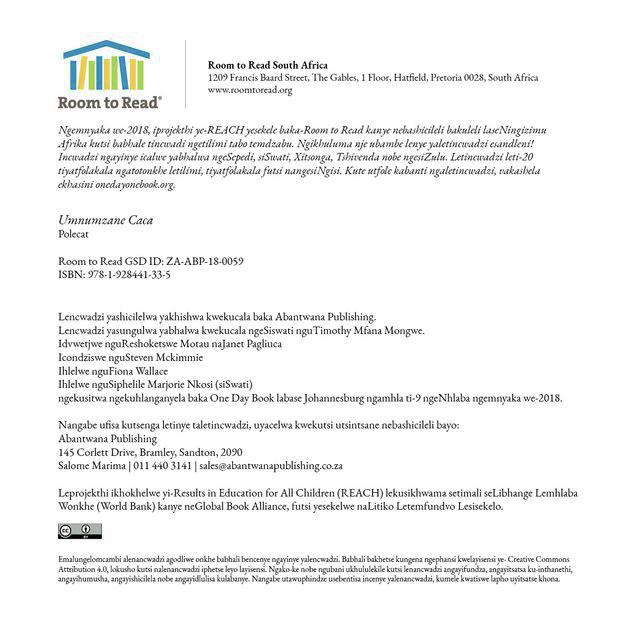 Room to Read®
Room to Read South Africa
1209 Francis Baard Street, The Gables, 1 Floor, Hatfield, Pretoria 0028, South Africa
www.roomtoread.org
Ngemnyaka we-2018, iprojekthi ye-REACH yesekele baka-Room to Read kanye nebashicileli bakuleli laseNingizimu
Afrika kutsi babhale tincwadi ngetilimi tabo temdzabu. Ngikhuluma nje ubambe lenye yaletincwadzi esandleni!
Incwadzi ngayinye icalwe yabhalwa ngeSepedi, siSwati, Xitsonga, Tshivenda nobe ngesiZulu. Letincwadzi leti-20
tiyatfolakala ngatotonkhe letilimi, tiyatfolakala futsi nangesiNgisi. Kute utfole kabanti ngaletincwadzi, vakashela
ekhasini onedayonebook.org.
Umnumzane Caca
Polecat
Room to Read GSD ID: ZA-ABP-18-0059
ISBN: 978-1-928441-33-5
Lencwadzi yashicilelwa yakhishwa kwekucala baka Abantwana Publishing.
Lencwadzi yasungulwa yabhalwa kwekucala ngeSiswati nguTimothy Mfana Mongwe.
Idvwetjwe nguReshoketswe Motau naJanet Pagliuca
Icondziswe nguSteven Mckimmie
Ihlelwe nguFiona Wallace
Ihlelwe nguSiphelile Marjorie Nkosi (siSwati)
ngekusitwa ngekuhlanganyela baka One Day Book labase Johannesburg ngamhla ti-9 ngeNhlaba ngemnyaka we-2018.
Nangabe ufisa kutsenga letinye taletincwadzi, uyacelwa kwekutsi utsintsane nebashicileli bayo:
Abantwana Publishing
145 Corlett Drive, Bramley, Sandton, 2090
Salome Marima | 011 440 3141 | sales@abantwanapublishing.co.za
Leprojekthi ikhokhelwe yi-Results in Education for All Children (REACH) lekusikhwama setimali seLibhange Lemhlaba
Wonkhe (World Bank) kanye neGlobal Book Alliance, futsi yesekelwe naLitiko Letemfundvo Lesisekelo.
cc BY
Emalungelomcambi alenancwadzi agodliwe onkhe babhali bencenye ngayinye yalencwadzi. Babhali bakhetse kungena ngephansi kwelayisensi ye- Creative Commons
Attribution 4.0, lokusho kutsi nalenancwadzi iphetse leyo layisensi. Ngako-ke nobe ngubani ukhululekile kutsi lenancwadzi angayifundza, angayitsatsa ku-inthanethi,
angayihumusha, angayishicilela nobe angayidlulisa kulabanye. Nangabe utawuphindze usebentisa incenye yalenancwadzi, kumele kwatiswe lapho uyitsatse khona.